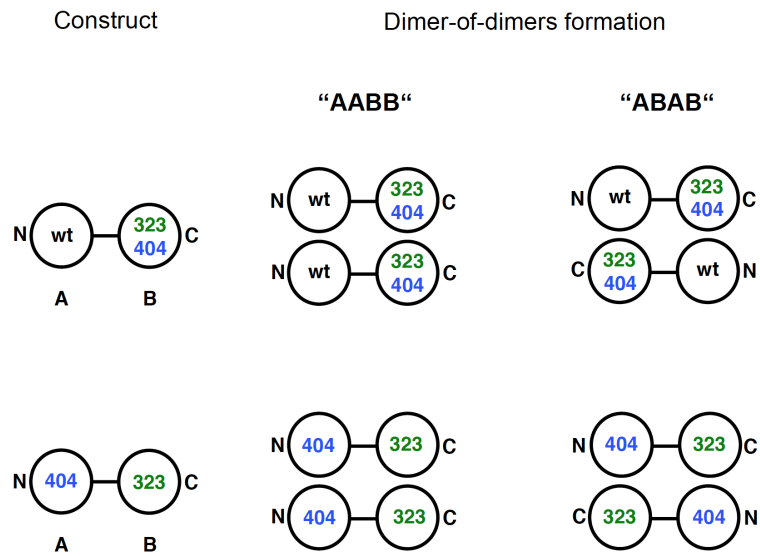 Construct
Dimer-of-dimers formation
“AABB“
“ABAB“
N wt 323 404 C
A B
N wt 323 404 C
N wt 323 404 C
N wt 323 404 C
C 323 404 wt N
N 404 323 C
A B
N 404 323 C
N 404 323 C
N 404 323 C
C 323 404 N